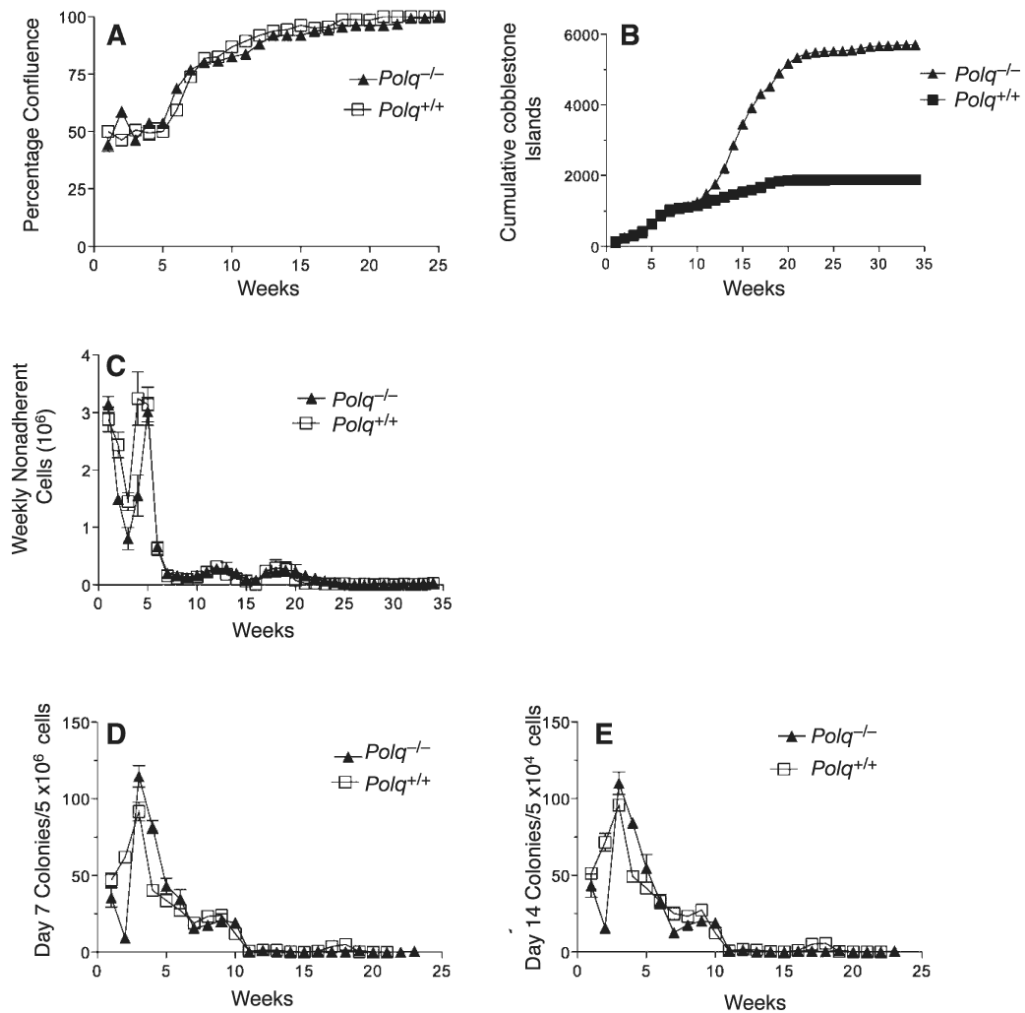 A
Percentage Confluence
100
75
50
25
0
0 5 10 15 20 25
Weeks
Polq−/−
Polq+/+
B
Cumulative cobblestone
Islands
6000
4000
2000
0
0 5 10 15 20 25 30 35
Weeks
Polq−/−
Polq+/+
C
Weekly Nonadherent
Cells (10⁶)
4
3
2
1
0
0 5 10 15 20 25 30 35
Weeks
Polq−/−
Polq+/+
D
Day 7 Colonies/5 x10⁶ cells
150
100
50
0
0 5 10 15 20 25
Weeks
Polq−/−
Polq+/+
E
Day 14 Colonies/5 x10⁴ cells
150
100
50
0
0 5 10 15 20 25
Weeks
Polq−/−
Polq+/+